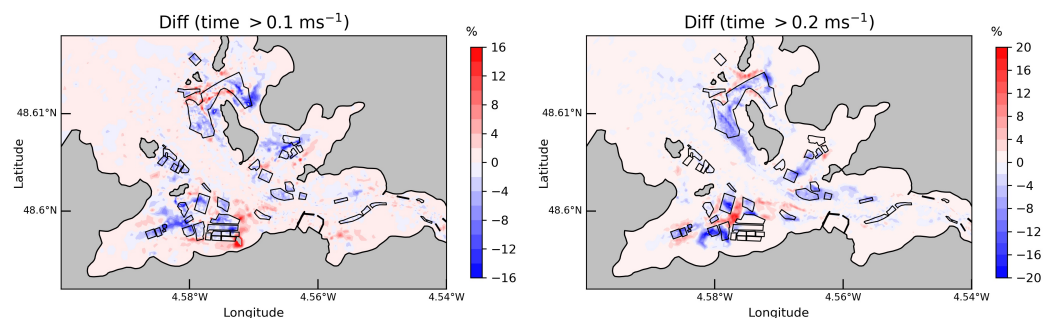 Diff (time > 0.1 ms⁻¹)
%
16
12
8
4
0
−4
−8
−12
−16
48.61°N
48.6°N
Latitude
4.58°W
4.56°W
4.54°W
Longitude
Diff (time > 0.2 ms⁻¹)
%
20
16
12
8
4
0
−4
−8
−12
−16
−20
48.61°N
48.6°N
Latitude
4.58°W
4.56°W
4.54°W
Longitude